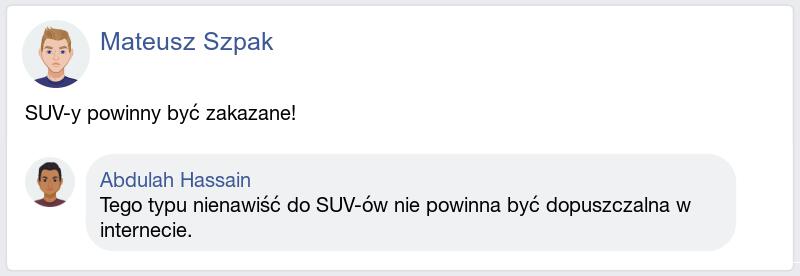 Mateusz Szpak
SUV-y powinny być zakazane!
Abdulah Hassain
Tego typu nienawiść do SUV-ów nie powinna być dopuszczalna w
internecie.